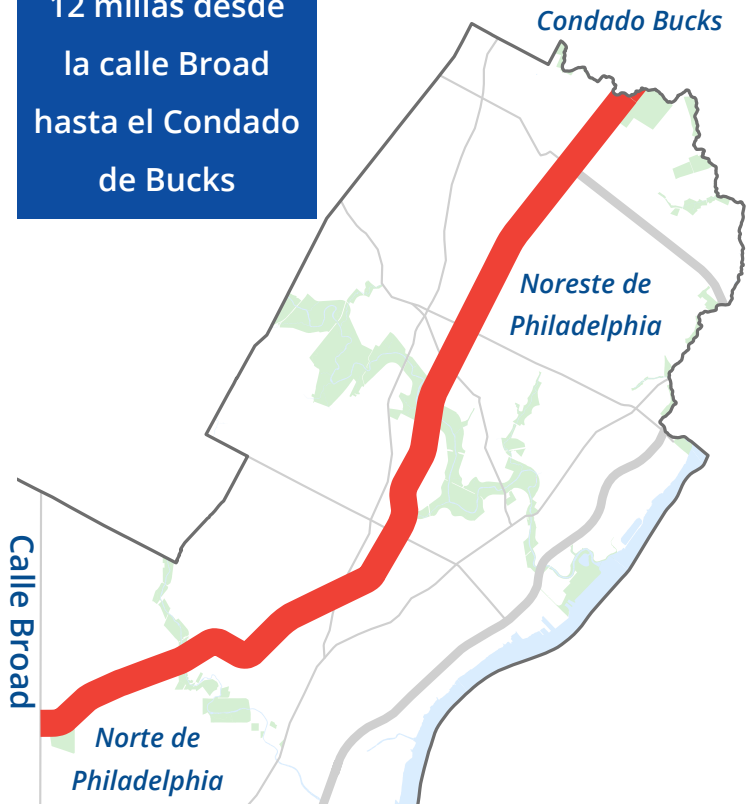 12 millas desde
la calle Broad
hasta el Condado
de Bucks
Condado Bucks
Noreste de
Philadelphia
Calle Broad
Norte de
Philadelphia